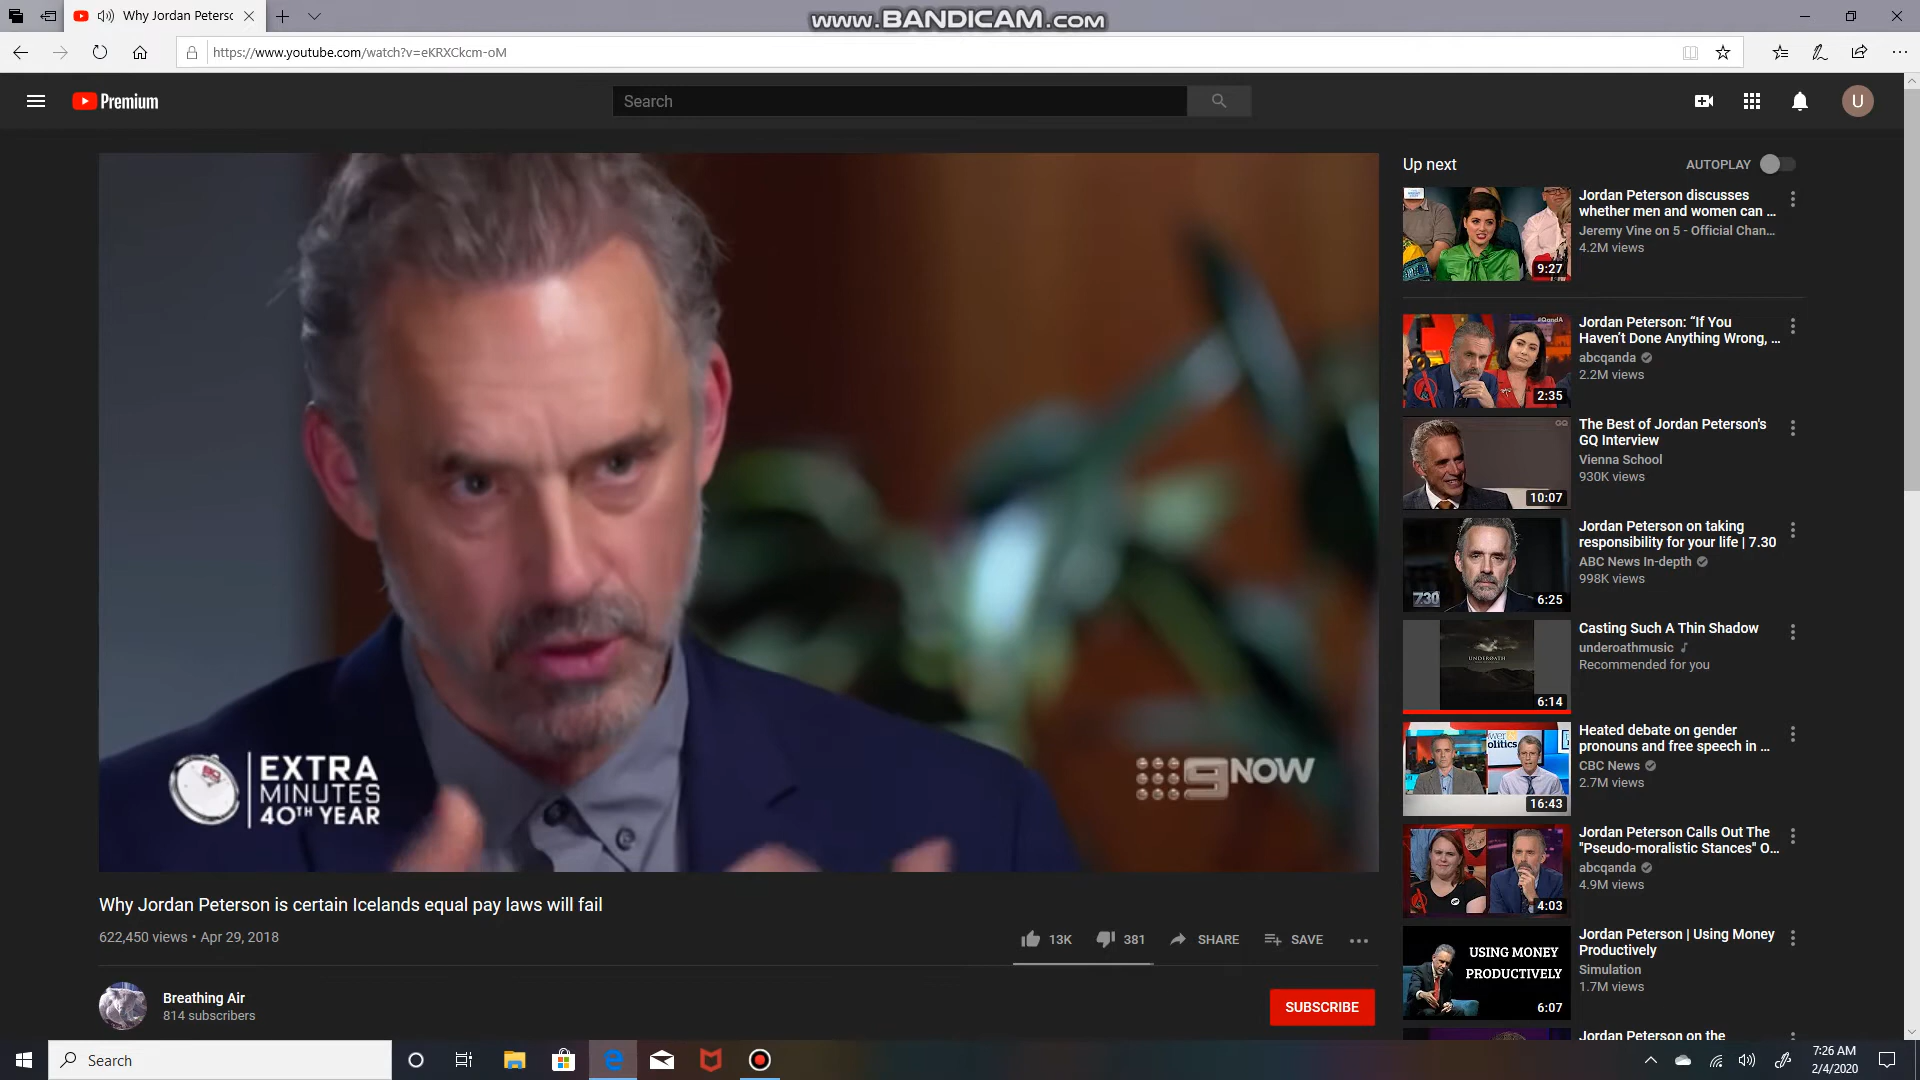 www.BANDICAM.com
Why Jordan Peterso
https://www.youtube.com/watch?v=eKRXCkcm-oM
Premium
Search
U
EXTRA
MINUTES
40TH YEAR
9NOW
Why Jordan Peterson is certain Icelands equal pay laws will fail
622,450 views • Apr 29, 2018
13K
381
SHARE
SAVE
Breathing Air
814 subscribers
SUBSCRIBE
Up next
AUTOPLAY
9:27
Jordan Peterson discusses
whether men and women can ...
Jeremy Vine on 5 - Official Chan...
4.2M views
#QandA
2:35
Jordan Peterson: “If You
Haven’t Done Anything Wrong, ...
abcqanda
2.2M views
GQ
10:07
The Best of Jordan Peterson's
GQ Interview
Vienna School
930K views
7.30
6:25
Jordan Peterson on taking
responsibility for your life | 7.30
ABC News In-depth
998K views
UNDEROATH
6:14
Casting Such A Thin Shadow
underoathmusic
Recommended for you
olitics
16:43
Heated debate on gender
pronouns and free speech in ...
CBC News
2.7M views
4:03
Jordan Peterson Calls Out The
"Pseudo-moralistic Stances" O...
abcqanda
4.9M views
USING MONEY
PRODUCTIVELY
6:07
Jordan Peterson | Using Money
Productively
Simulation
1.7M views
Jordan Peterson on the
Search
7:26 AM
2/4/2020